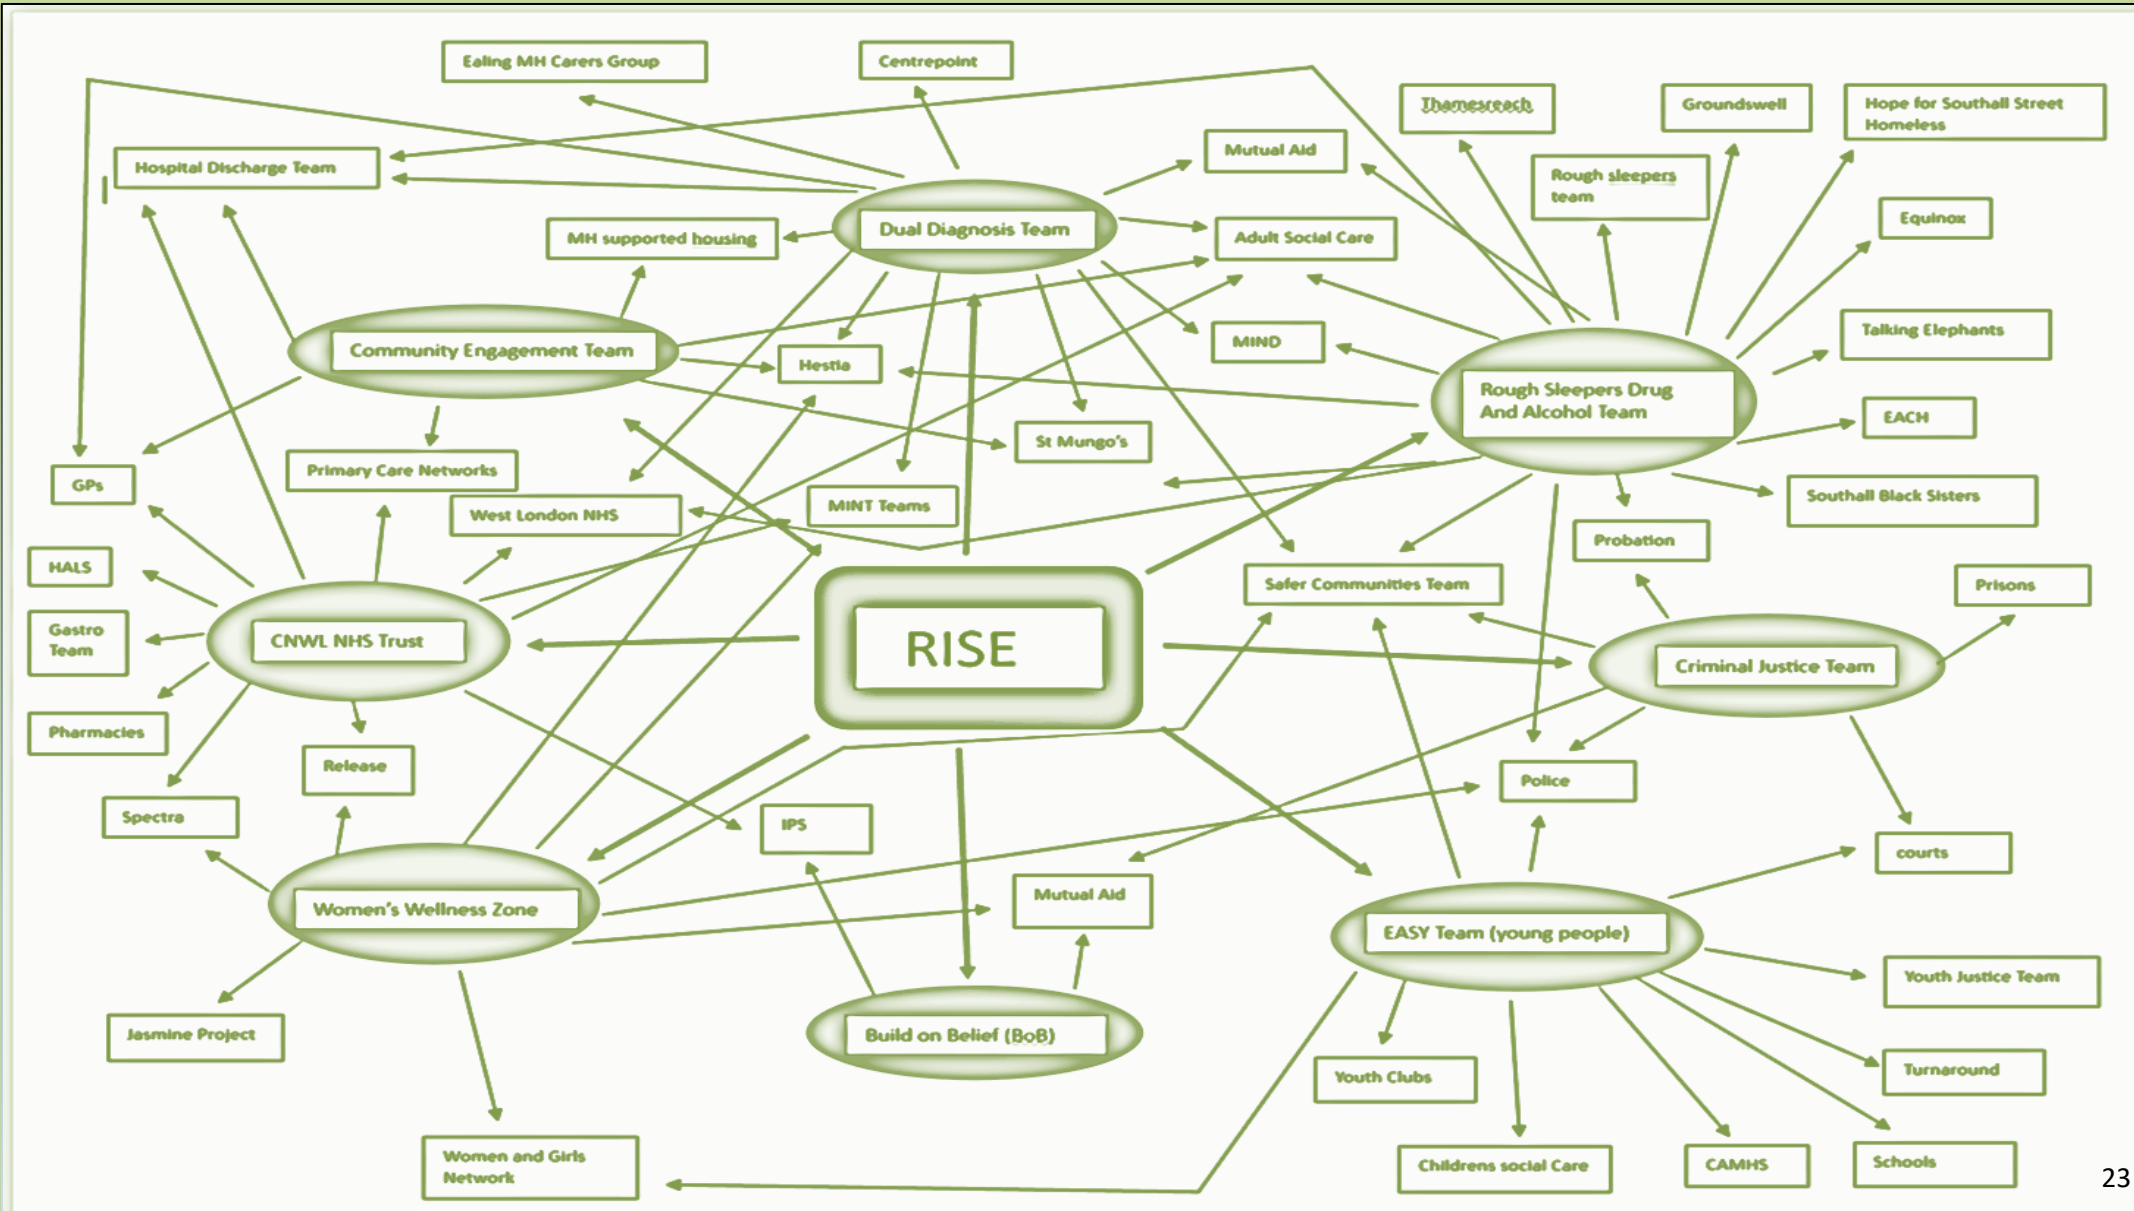 Ealing MH Carers Group
Centrepoint
Thamesreach
Groundswell
Hope for Southall Street
Homeless
Hospital Discharge Team
Mutual Aid
Rough sleepers
team
Equinox
MH supported housing
Dual Diagnosis Team
Adult Social Care
Community Engagement Team
Hestia
MIND
Talking Elephants
Rough Sleepers Drug
And Alcohol Team
EACH
St Mungo's
Primary Care Networks
GPs
West London NHS
MINT Teams
Southall Black Sisters
Probation
HALS
Safer Communities Team
Prisons
Gastro
Team
CNWL NHS Trust
RISE
Criminal Justice Team
Pharmacies
Release
Police
Spectra
IPS
courts
Women's Wellness Zone
Mutual Aid
EASY Team (young people)
Youth Justice Team
Jasmine Project
Build on Belief (BoB)
Youth Clubs
Turnaround
Women and Girls
Network
Childrens social Care
CAMHS
Schools
23